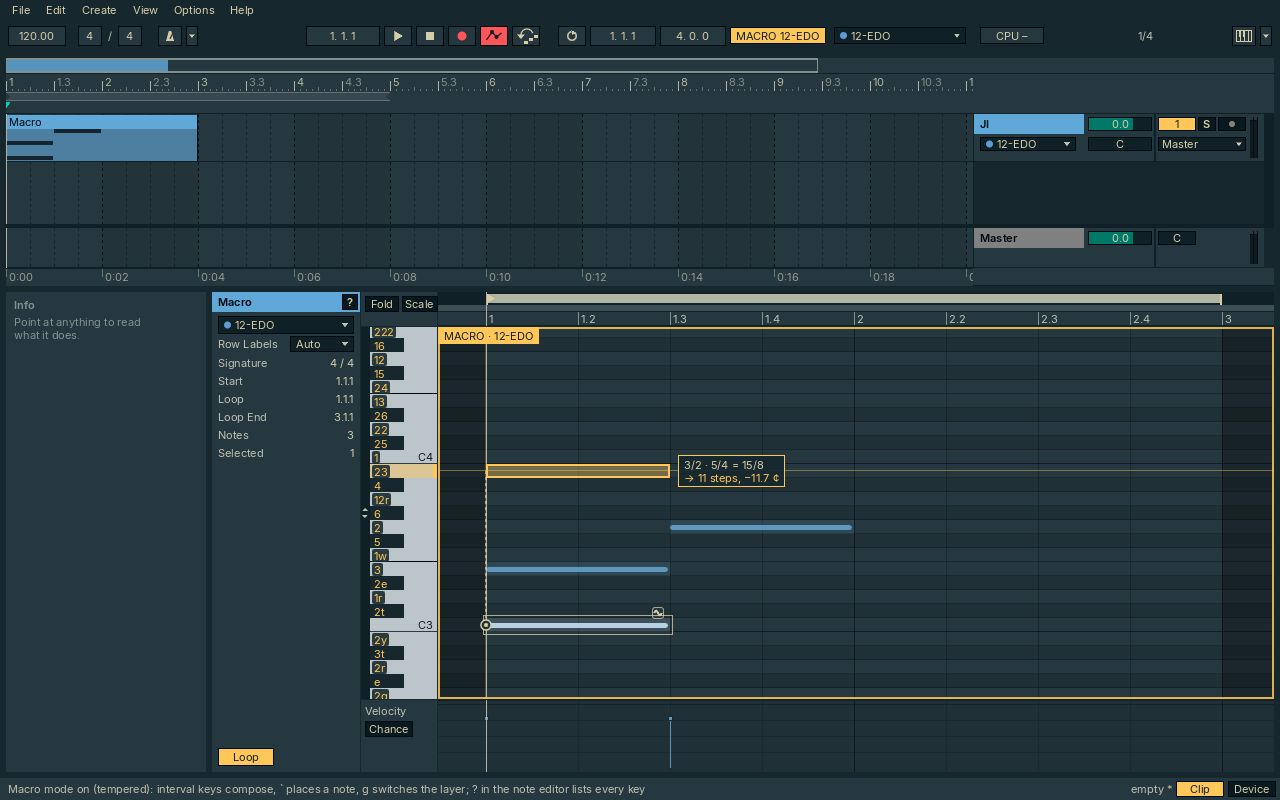 File Edit Create View Options Help
120.00 4 / 4 1. 1. 1 1. 1. 1 4. 0. 0 MACRO 12-EDO 12-EDO CPU – 1/4
1 1.3 2 2.3 3 3.3 4 4.3 5 5.3 6 6.3 7 7.3 8 8.3 9 9.3 10 10.3 1
Macro
JI 0.0 1 S
12-EDO C Master
Master 0.0 C
0:00 0:02 0:04 0:06 0:08 0:10 0:12 0:14 0:16 0:18
Info
Point at anything to read
what it does.
Macro ?
12-EDO
Row Labels Auto
Signature 4 / 4
Start 1.1.1
Loop 1.1.1
Loop End 3.1.1
Notes 3
Selected 1
Loop
Fold Scale
1 1.2 1.3 1.4 2 2.2 2.3 2.4 3
MACRO · 12-EDO
222
16
12
15
24
13
26
22
25
1 C4
23
4
12r
6
2
5
1w
3
2e
1r
2t
C3
2y
3t
2r
e
2q
3/2 · 5/4 = 15/8
→ 11 steps, −11.7 ¢
Velocity
Chance
Macro mode on (tempered): interval keys compose, ` places a note, g switches the layer; ? in the note editor lists every key empty * Clip Device